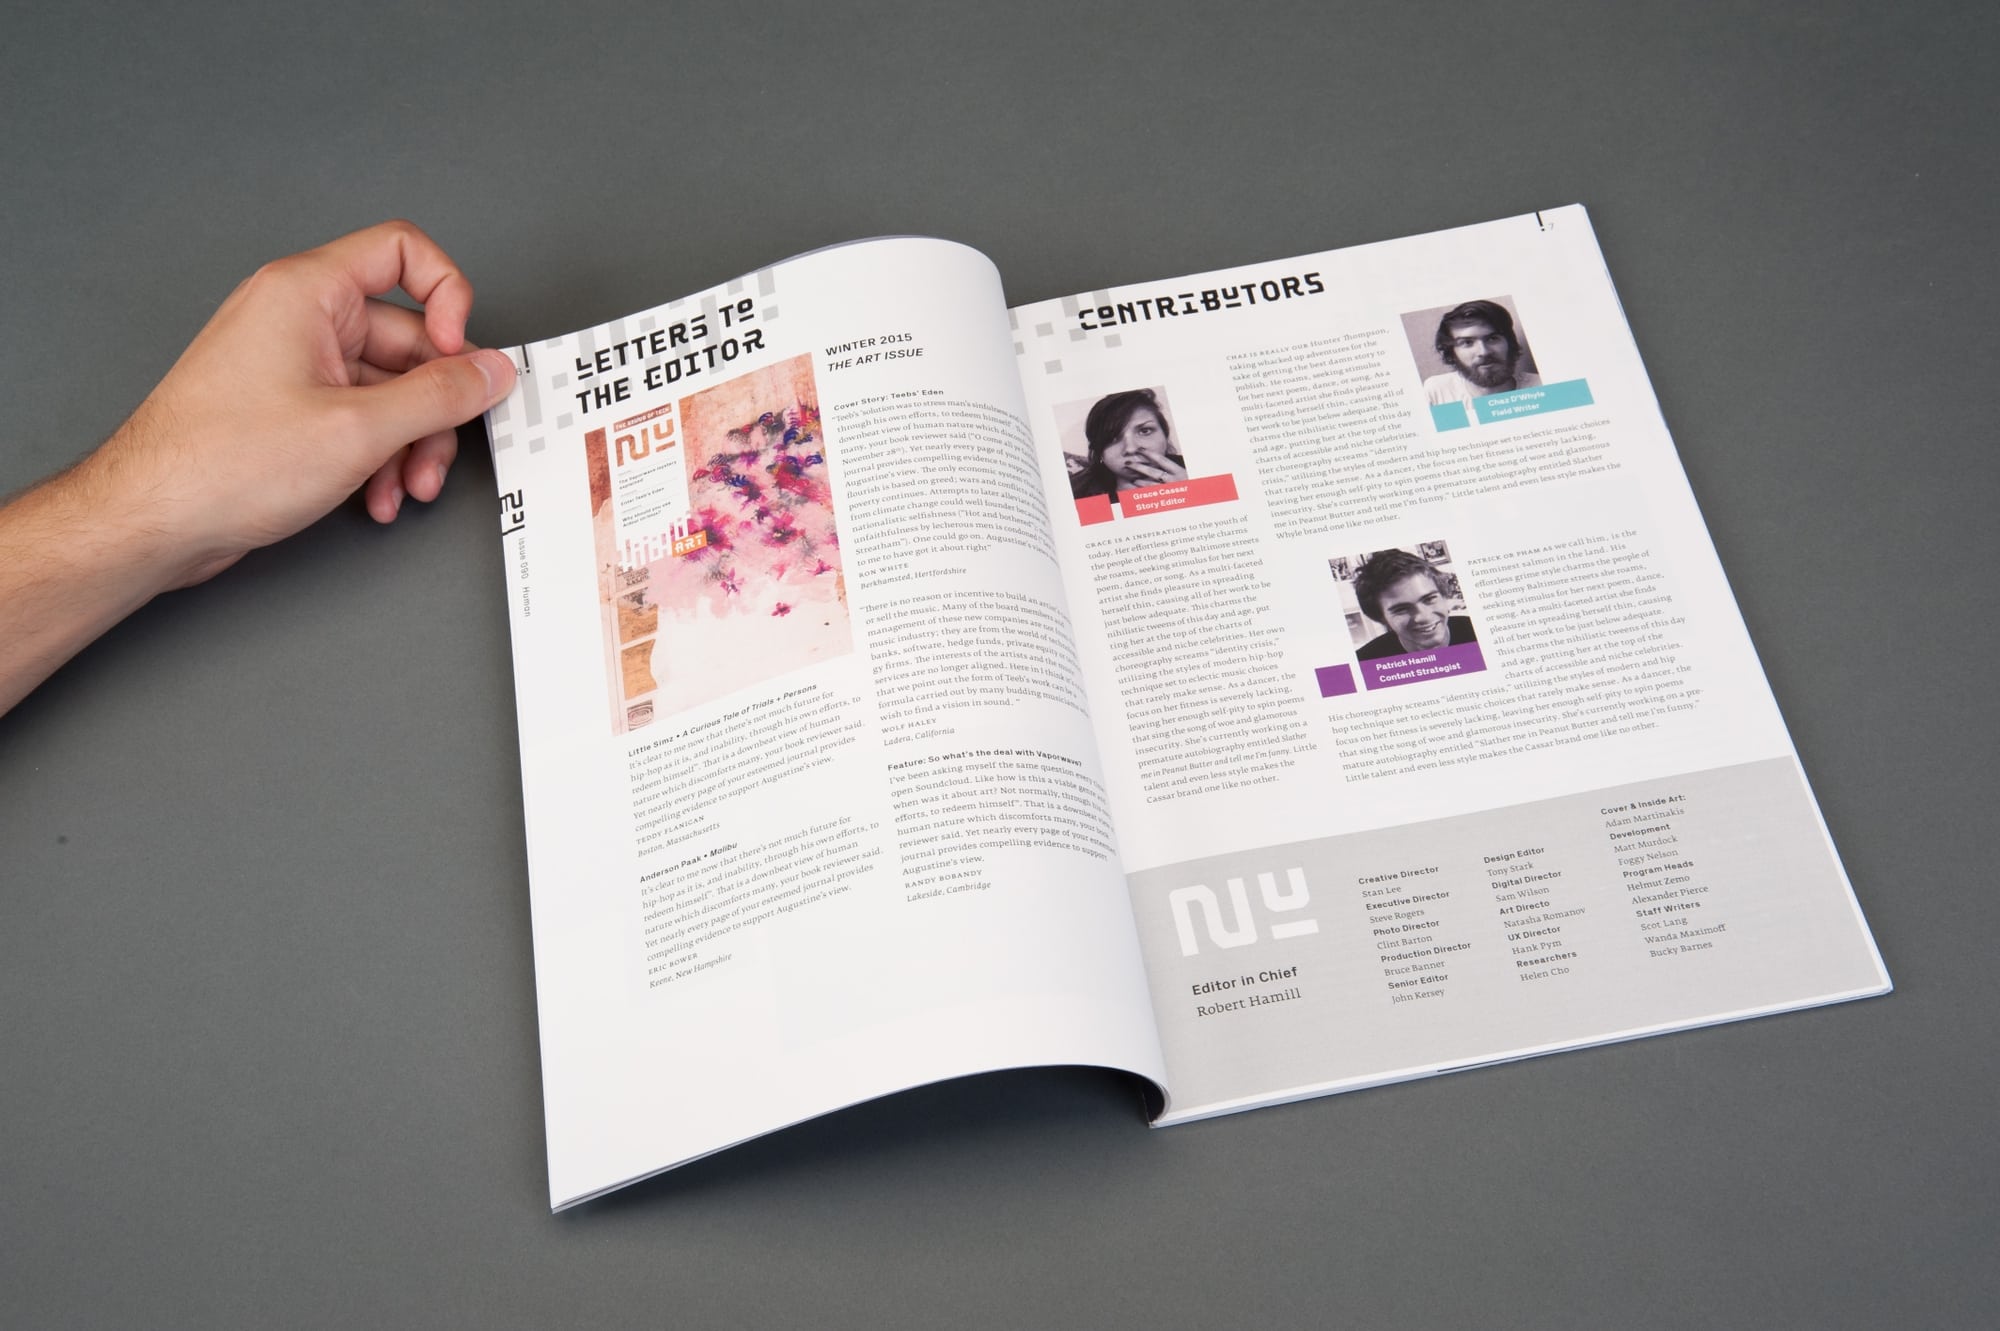 6
LETTERS TO
THE EDITOR
WINTER 2015
THE ART ISSUE
THE SOUND OF TECH
NU
The Vaporwave mystery
explained
Enter Teeb's Eden
Why should you see
ART
NU
Issue 090 Human
Little Simz • A Curious Tale of Trials + Persons
It's clear to me now that there's not much future for
hip-hop as it is, and inability, through his own efforts, to
redeem himself". That is a downbeat view of human
nature which discomforts many, your book reviewer said.
Yet nearly every page of your esteemed journal provides
compelling evidence to support Augustine's view.
TEDDY FLANIGAN
Boston, Massachusetts
Anderson Paak • Malibu
It's clear to me now that there's not much future for
hip-hop as it is, and inability, through his own efforts, to
redeem himself". That is a downbeat view of human
nature which discomforts many, your book reviewer said.
Yet nearly every page of your esteemed journal provides
compelling evidence to support Augustine's view.
ERIC BOWER
Keene, New Hampshire
Cover Story: Teebs' Eden
"Teeb's 'solution was to stress man's sinfulness and
through his own efforts, to redeem himself'.
downbeat view of human nature which
many, your book reviewer said ("O come all ye
November 28th). Yet nearly every page of your
journal provides compelling evidence to support
Augustine's view. The only economic system that
flourish is based on greed; wars and conflicts
poverty continues. Attempts to later alleviate
from climate change could well founder because of
nationalistic selfishness ("Hot and bothered",
unfaithfulness by lecherous men is condoned
Streatham"). One could go on. Augustine's view
to me to have got it about right"
RON WHITE
Berkhamsted, Hertfordshire
"there is no reason or incentive to build an artist's
or sell the music. Many of the board members
management of these new companies are not from
music industry; they are from the world of
banks, software, hedge funds, private equity or
gy firms. The interests of the artists and the
services are no longer aligned. Here in I think
that we point out the form of Teeb's work can be a
formula carried out by many budding musicians
wish to find a vision in sound. "
WOLF HALEY
Ladera, California
Feature: So what's the deal with Vaporwave?
I've been asking myself the same question every
open Soundcloud. Like how is this a viable genre
when was it about art? Not normally, through his
efforts, to redeem himself". That is a downbeat view
human nature which discomforts many, your book
reviewer said. Yet nearly every page of your esteemed
journal provides compelling evidence to support
Augustine's view.
RANDY BOBANDY
Lakeside, Cambridge
7
CONTRIBUTORS
Grace Cassar
Story Editor
GRACE IS A INSPIRATION to the youth of
today. Her effortless grime style charms
the people of the gloomy Baltimore streets
she roams, seeking stimulus for her next
poem, dance, or song. As a multi-faceted
artist she finds pleasure in spreading
herself thin, causing all of her work to be
just below adequate. This charms the
nihilistic tweens of this day and age, put
ting her at the top of the charts of
accessible and niche celebrities. Her own
choreography screams "identity crisis,"
utilizing the styles of modern hip-hop
technique set to eclectic music choices
that rarely make sense. As a dancer, the
focus on her fitness is severely lacking,
leaving her enough self-pity to spin poems
that sing the song of woe and glamorous
insecurity. She's currently working on a
premature autobiography entitled Slather
me in Peanut Butter and tell me I'm funny. Little
talent and even less style makes the
Cassar brand one like no other.
CHAZ IS REALLY OUR Hunter Thompson,
taking whacked up adventures for the
sake of getting the best damn story to
publish. He roams, seeking stimulus
for her next poem, dance, or song. As a
multi-faceted artist she finds pleasure
in spreading herself thin, causing all of
her work to be just below adequate. This
charms the nihilistic tweens of this day
and age, putting her at the top of the
charts of accessible and niche celebrities.
Her choreography screams "identity
crisis," utilizing the styles of modern and hip hop technique set to eclectic music choices
that rarely make sense. As a dancer, the focus on her fitness is severely lacking,
leaving her enough self-pity to spin poems that sing the song of woe and glamorous
insecurity. She's currently working on a premature autobiography entitled Slather
me in Peanut Butter and tell me I'm funny." Little talent and even less style makes the
Whyle brand one like no other.
Chaz D'Whyle
Field Writer
Patrick Hamill
Content Strategist
PATRICK OR PHAM AS we call him, is the
famminest salmon in the land. His
effortless grime style charms the people of
the gloomy Baltimore streets she roams,
seeking stimulus for her next poem, dance,
or song. As a multi-faceted artist she finds
pleasure in spreading herself thin, causing
all of her work to be just below adequate.
This charms the nihilistic tweens of this day
and age, putting her at the top of the
charts of accessible and niche celebrities.
His choreography screams "identity crisis," utilizing the styles of modern and hip
hop technique set to eclectic music choices that rarely make sense. As a dancer, the
focus on her fitness is severely lacking, leaving her enough self-pity to spin poems
that sing the song of woe and glamorous insecurity. She's currently working on a pre-
mature autobiography entitled "Slather me in Peanut Butter and tell me I'm funny."
Little talent and even less style makes the Cassar brand one like no other.
NU
Editor in Chief
Robert Hamill
Creative Director
Stan Lee
Executive Director
Steve Rogers
Photo Director
Clint Barton
Production Director
Bruce Banner
Senior Editor
John Kersey
Design Editor
Tony Stark
Digital Director
Sam Wilson
Art Directo
Natasha Romanov
UX Director
Hank Pym
Researchers
Helen Cho
Cover & Inside Art:
Adam Martinakis
Development
Matt Murdock
Foggy Nelson
Program Heads
Helmut Zemo
Alexander Pierce
Staff Writers
Scot Lang
Wanda Maximoff
Bucky Barnes